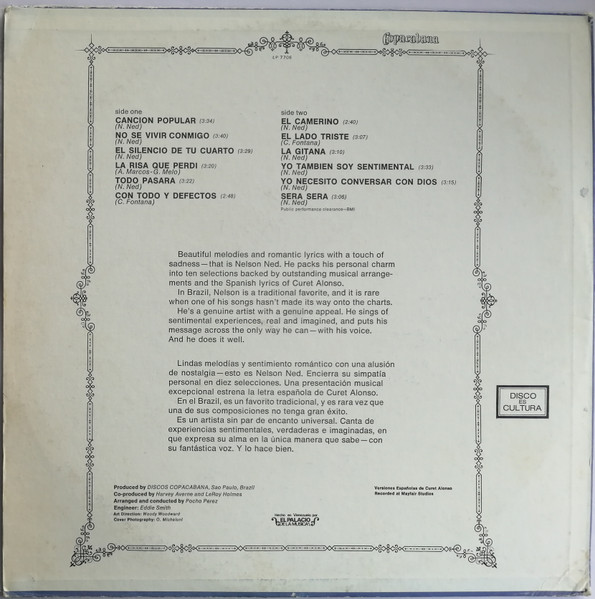 Copacabana
LP 7706
side one
CANCION POPULAR (3:34)
(N. Ned)
NO SE VIVIR CONMIGO (3:40)
(N. Ned)
EL SILENCIO DE TU CUARTO (3:29)
(N. Ned)
LA RISA QUE PERDI (3:20)
(A. Marcos-G. Melo)
TODO PASARA (3:22)
(N. Ned)
CON TODO Y DEFECTOS (2:48)
(C. Fontana)
side two
EL CAMERINO (2:40)
(N. Ned)
EL LADO TRISTE (3:07)
(C. Fontana)
LA GITANA (3:10)
(N. Ned)
YO TAMBIEN SOY SENTIMENTAL (3:33)
(N. Ned)
YO NECESITO CONVERSAR CON DIOS (3:15)
(N. Ned)
SERA SERA (3:06)
(N. Ned)
Public performance clearance—BMI
Beautiful melodies and romantic lyrics with a touch of
sadness—that is Nelson Ned. He packs his personal charm
into ten selections backed by outstanding musical arrange-
ments and the Spanish lyrics of Curet Alonso.
In Brazil, Nelson is a traditional favorite, and it is rare
when one of his songs hasn't made its way onto the charts.
He's a genuine artist with a genuine appeal. He sings of
sentimental experiences, real and imagined, and puts his
message across the only way he can—with his voice.
And he does it well.
Lindas melodías y sentimiento romántico con una alusión
de nostalgia—esto es Nelson Ned. Encierra su simpatía
personal en diez selecciones. Una presentación musical
excepcional estrena la letra española de Curet Alonso.
En el Brazil, es un favorito tradicional, y es rara vez que
una de sus composiciones no tenga gran éxito.
Es un artista sin par de encanto universal. Canta de
experiencias sentimentales, verdaderas e imaginadas, en
que expresa su alma en la única manera que sabe—con
su fantástica voz. Y lo hace bien.
DISCO
ES
CULTURA
Produced by DISCOS COPACABANA, Sao Paulo, Brazil
Co-produced by Harvey Averne and LeRoy Holmes
Arranged and conducted by Pocho Perez
Engineer: Eddie Smith
Art Direction: Woody Woodward
Cover Photography: O. Micheloni
Hecho en Venezuela por
EL PALACIO
DE LA MUSICA
Versiones Españolas de Curet Alonso
Recorded at Mayfair Studios